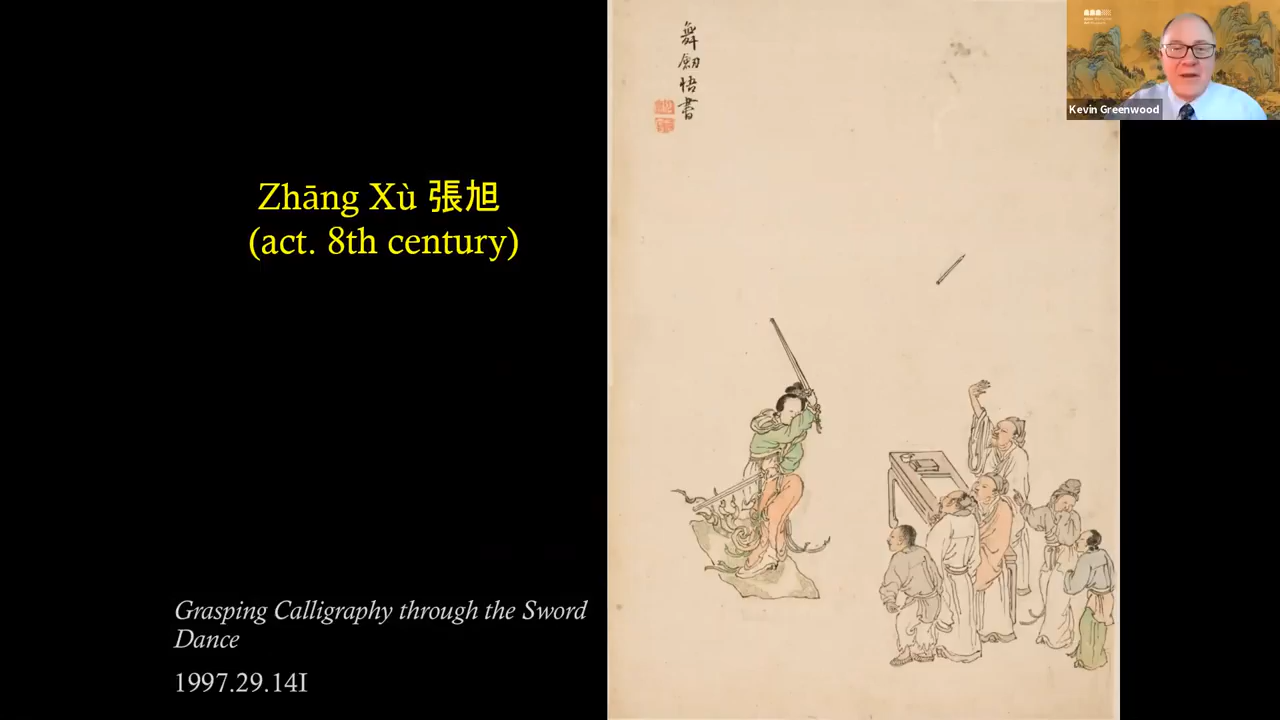 Zhāng Xù 張旭
(act. 8th century)
Grasping Calligraphy through the Sword
Dance
1997.29.14I
舞劎悟書
Kevin Greenwood